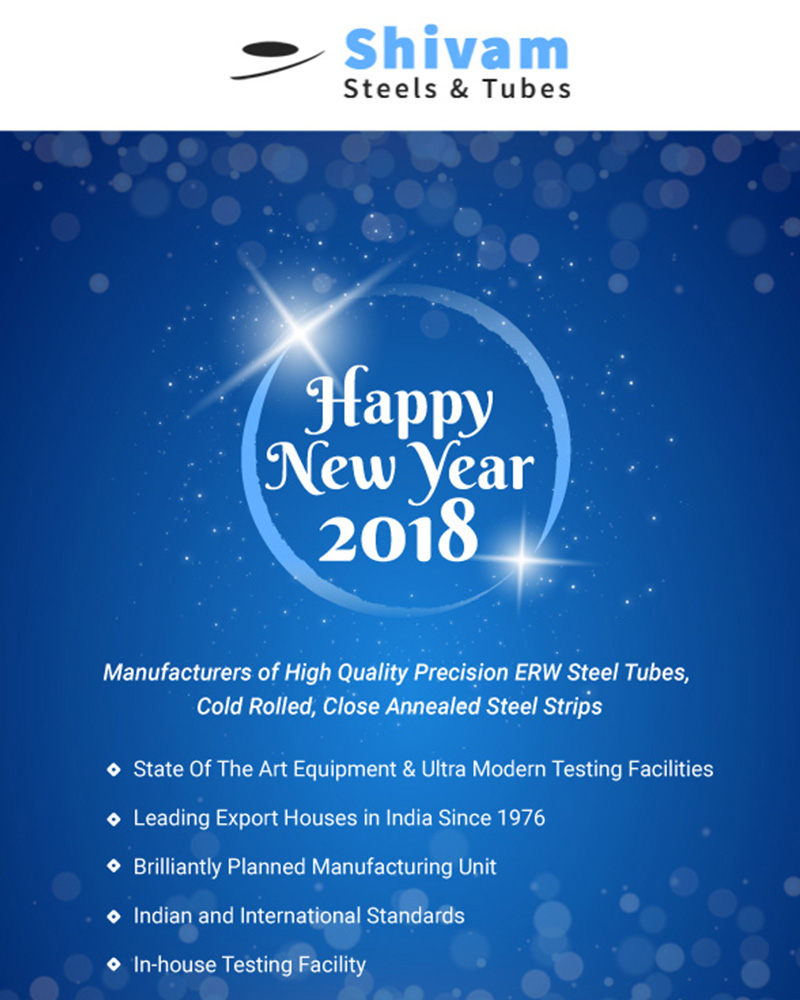 Shivam
Steels & Tubes
Happy
New Year
2018
Manufacturers of High Quality Precision ERW Steel Tubes,
Cold Rolled, Close Annealed Steel Strips
State Of The Art Equipment & Ultra Modern Testing Facilities
Leading Export Houses in India Since 1976
Brilliantly Planned Manufacturing Unit
Indian and International Standards
In-house Testing Facility